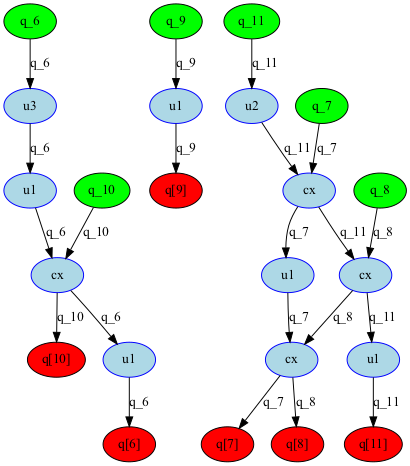 q_6 q_9 q_11
q_6 q_9 q_11
u3 u1 u2 q_7
q_6 q_9 q_11 q_7
u1 q_10 q[9] cx q_8
q_6 q_10 q_7 q_11 q_8
cx u1 cx
q_10 q_6 q_7 q_8 q_11
q[10] u1 cx u1
q_6 q_7 q_8 q_11
q[6] q[7] q[8] q[11]